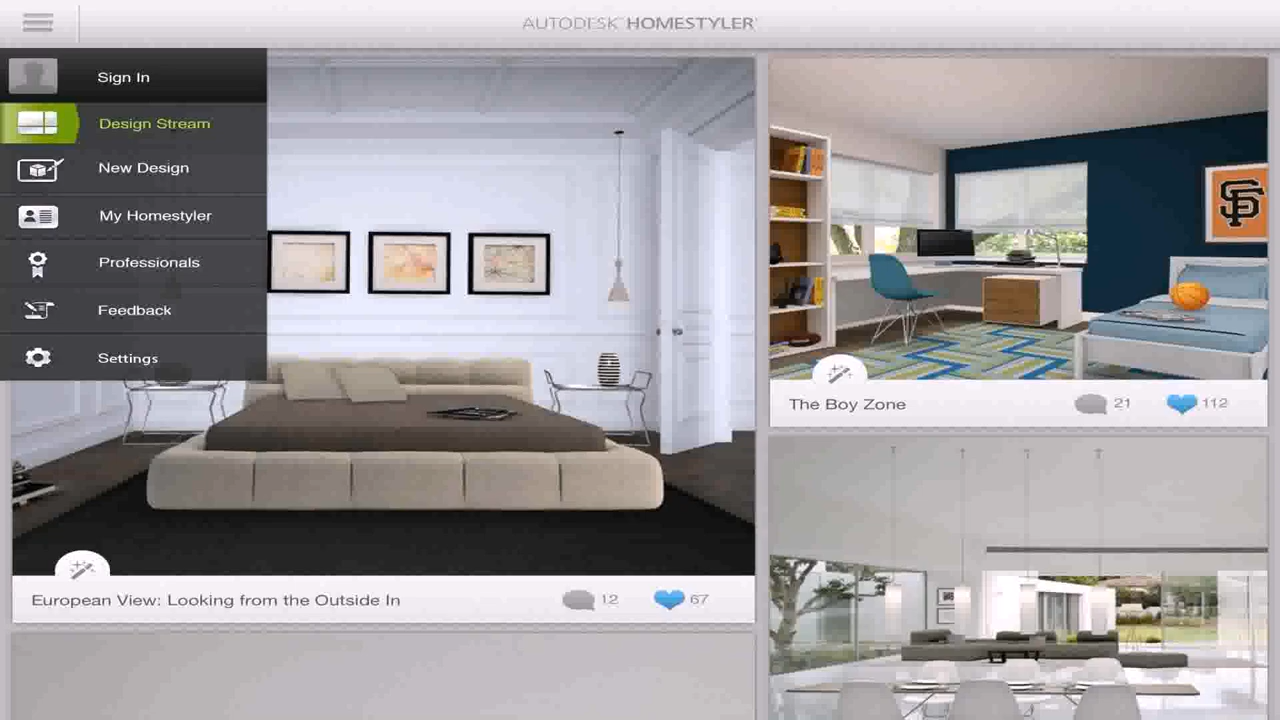 AUTODESK HOMESTYLER
Sign In
Design Stream
New Design
My Homestyler
Professionals
Feedback
Settings
European View: Looking from the Outside In
12
67
SF
The Boy Zone
21
112